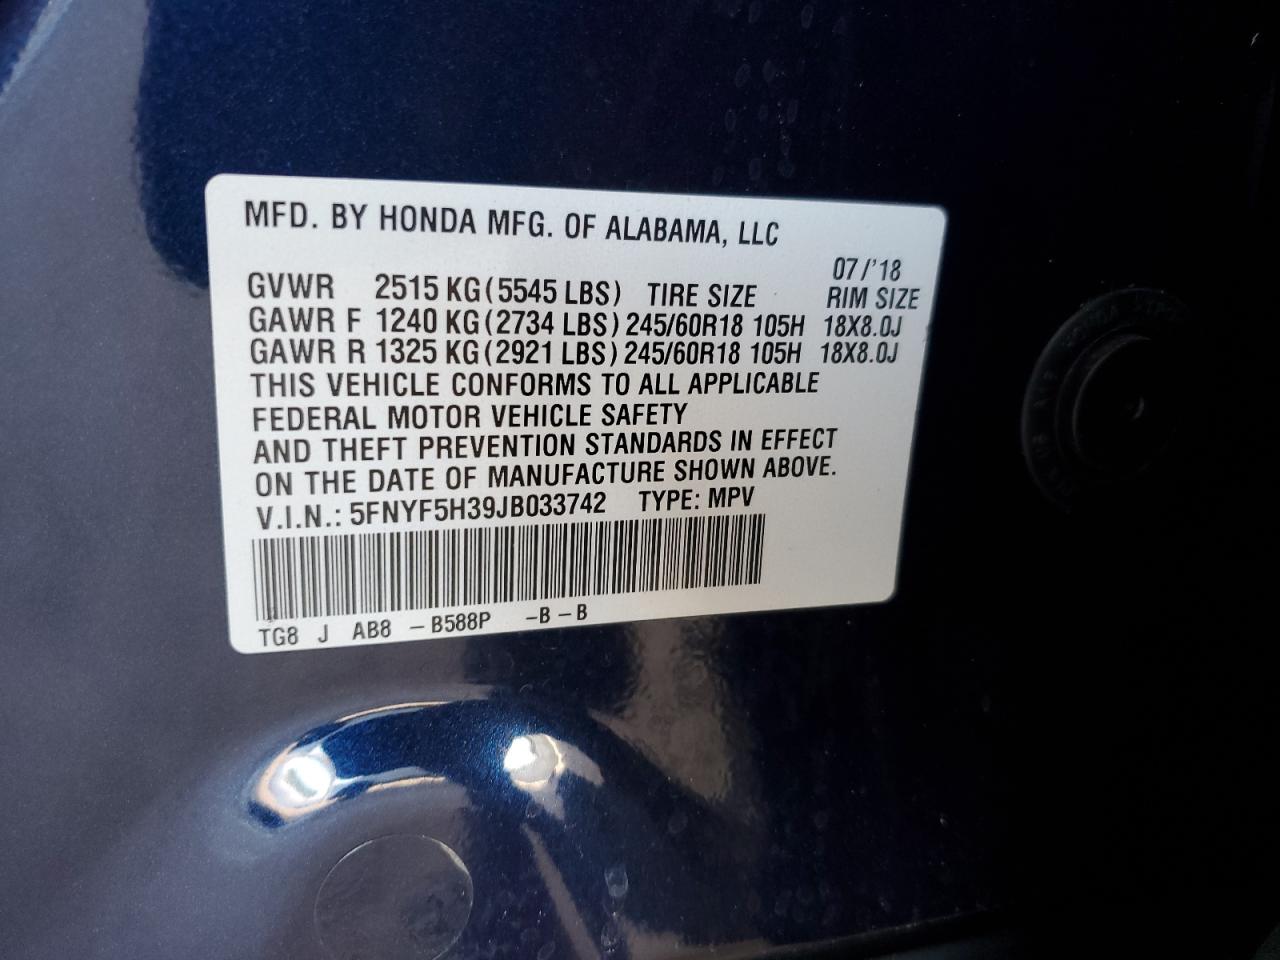 MFD. BY HONDA MFG. OF ALABAMA, LLC
07/'18
GVWR 2515 KG (5545 LBS) TIRE SIZE RIM SIZE
GAWR F 1240 KG (2734 LBS) 245/60R18 105H 18X8.0J
GAWR R 1325 KG (2921 LBS) 245/60R18 105H 18X8.0J
THIS VEHICLE CONFORMS TO ALL APPLICABLE
FEDERAL MOTOR VEHICLE SAFETY
AND THEFT PREVENTION STANDARDS IN EFFECT
ON THE DATE OF MANUFACTURE SHOWN ABOVE.
V.I.N.: 5FNYF5H39JB033742 TYPE: MPV
TG8 J AB8 -B588P -B-B